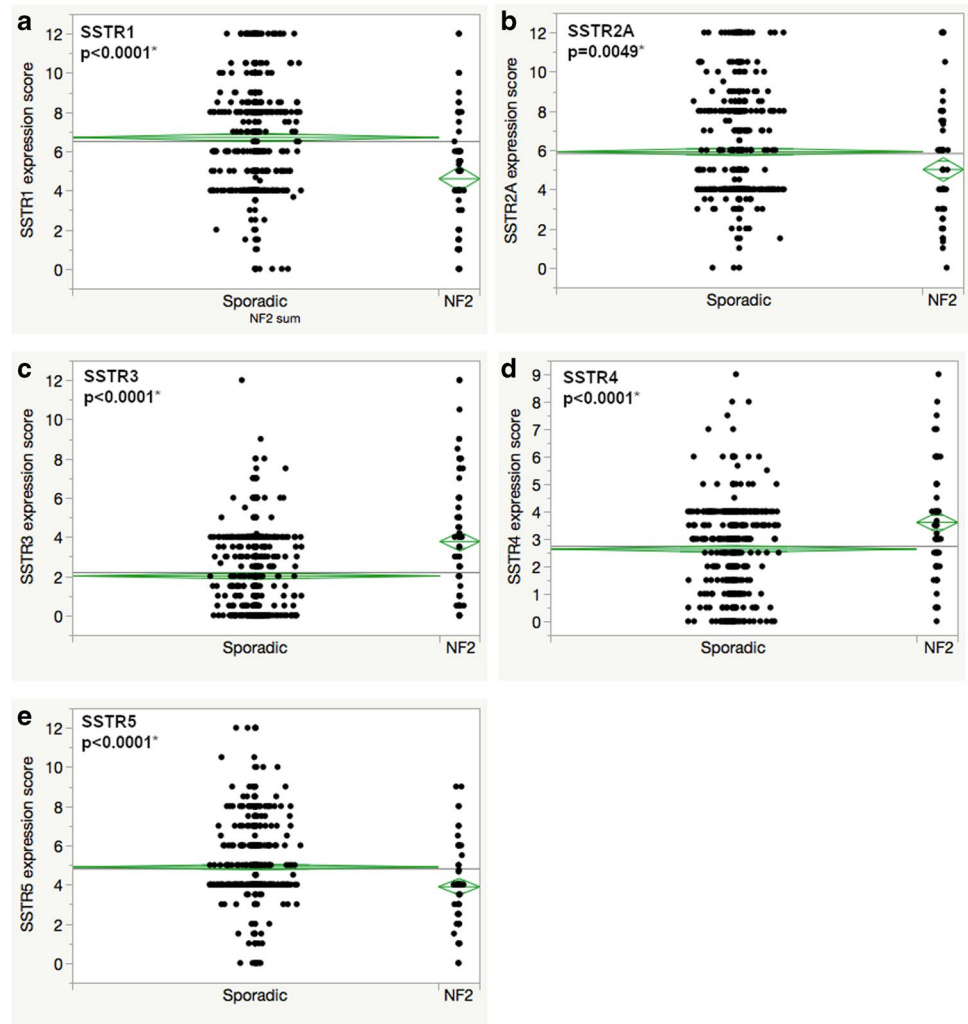 a
SSTR1
p<0.0001*
SSTR1 expression score
12
10
8
6
4
2
0
Sporadic
NF2
NF2 sum
b
SSTR2A
p=0.0049*
SSTR2A expression score
12
10
8
6
4
2
0
Sporadic
NF2
c
SSTR3
p<0.0001*
SSTR3 expression score
12
10
8
6
4
2
0
Sporadic
NF2
d
SSTR4
p<0.0001*
SSTR4 expression score
9
8
7
6
5
4
3
2
1
0
Sporadic
NF2
e
SSTR5
p<0.0001*
SSTR5 expression score
12
10
8
6
4
2
0
Sporadic
NF2